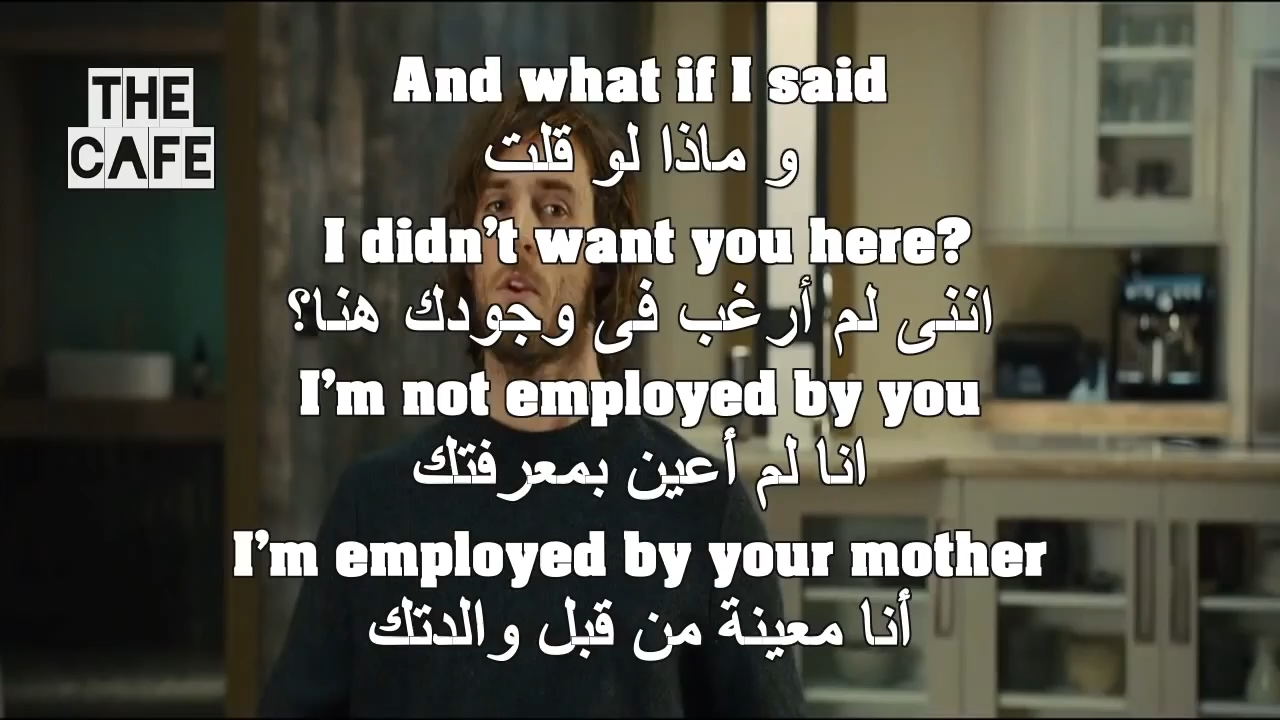 THE
CAFE
And what if I said
و ماذا لو قلت
I didn't want you here?
اننى لم أرغب فى وجودك هنا؟
I'm not employed by you
انا لم أعين بمعرفتك
I'm employed by your mother
أنا معينة من قبل والدتك